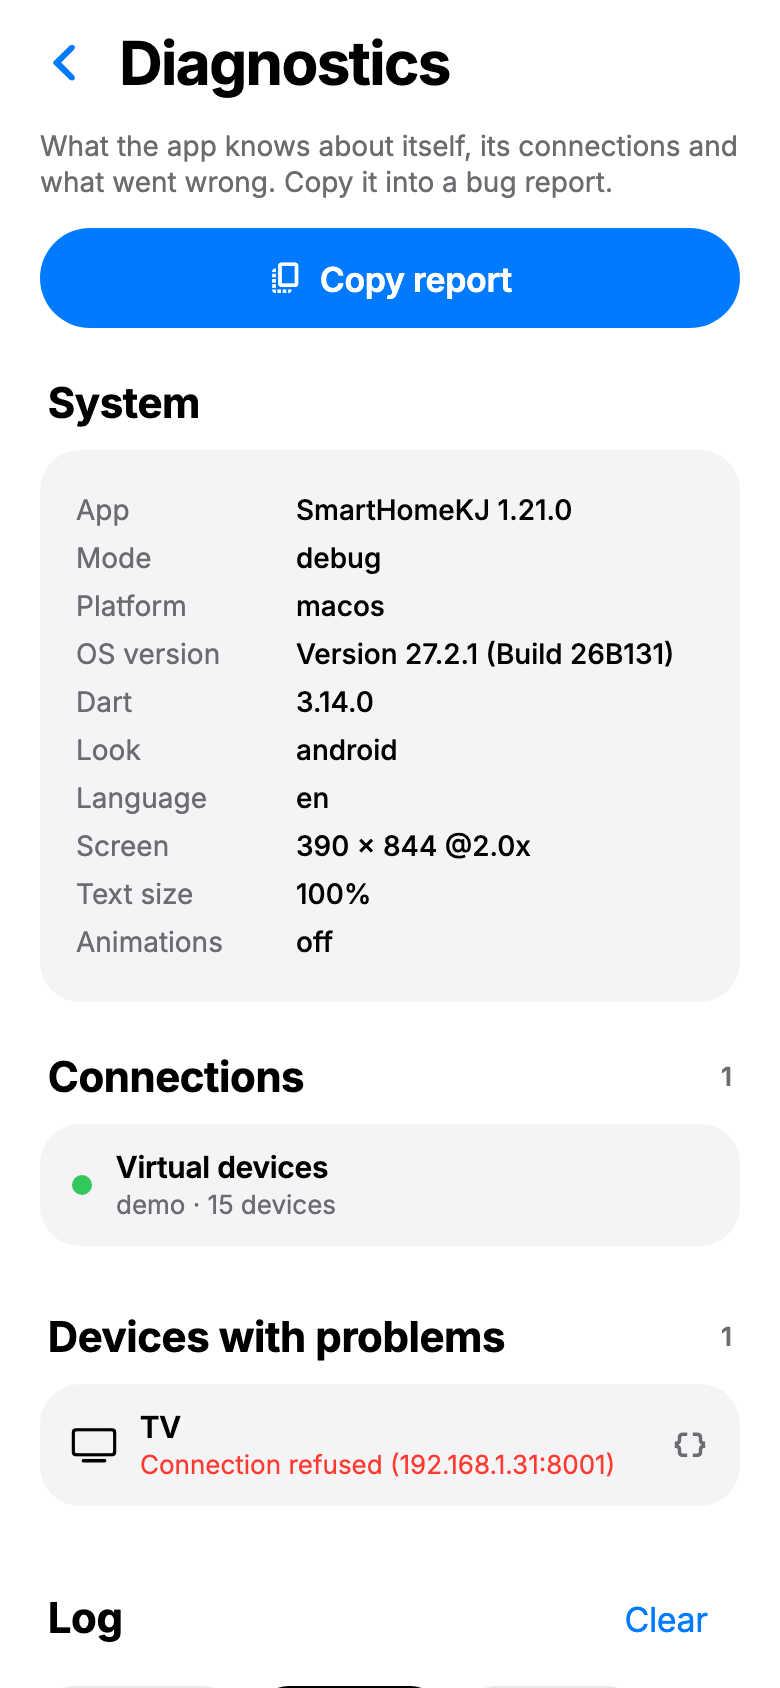 Diagnostics
What the app knows about itself, its connections and
what went wrong. Copy it into a bug report.
Copy report
System
App SmartHomeKJ 1.21.0
Mode debug
Platform macos
OS version Version 27.2.1 (Build 26B131)
Dart 3.14.0
Look android
Language en
Screen 390 × 844 @2.0x
Text size 100%
Animations off
Connections 1
Virtual devices
demo · 15 devices
Devices with problems 1
TV
Connection refused (192.168.1.31:8001)
Log Clear